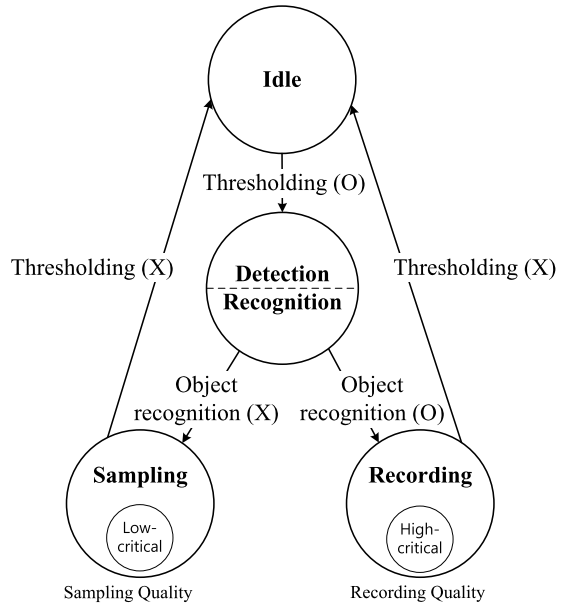 Idle
Thresholding (O)
Thresholding (X)
Thresholding (X)
Detection
Recognition
Object
recognition (X)
Object
recognition (O)
Sampling
Low-
critical
Sampling Quality
Recording
High-
critical
Recording Quality